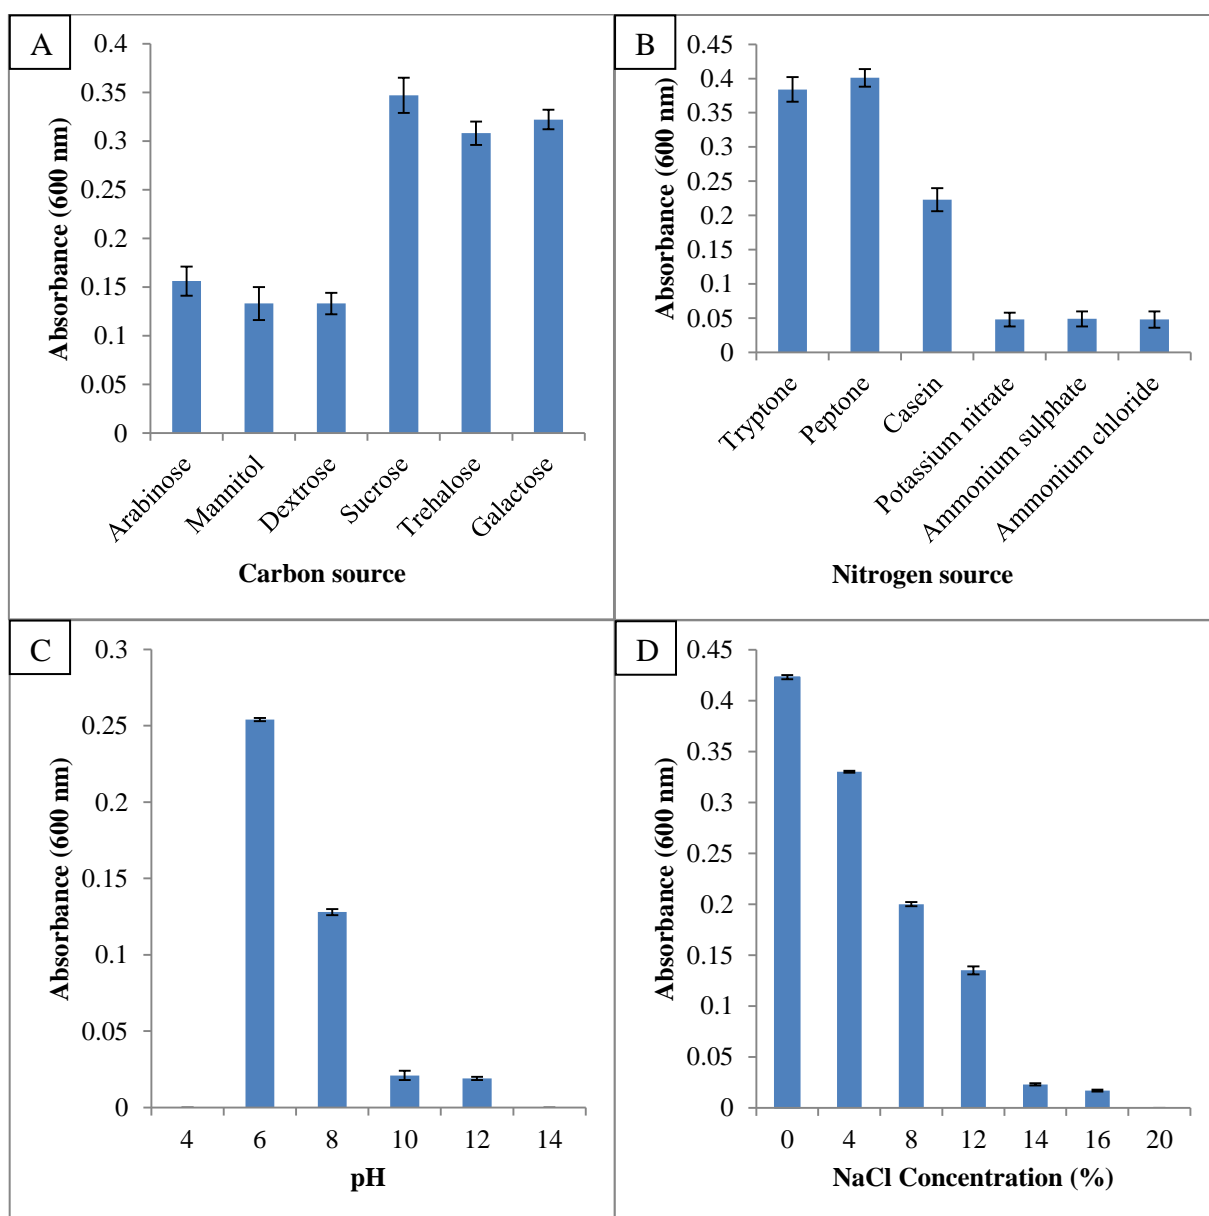 A
0.4
0.35
0.3
0.25
0.2
0.15
0.1
0.05
0
Absorbance (600 nm)
Arabinose
Mannitol
Dextrose
Sucrose
Trehalose
Galactose
Carbon source
B
0.45
0.4
0.35
0.3
0.25
0.2
0.15
0.1
0.05
0
Absorbance (600 nm)
Tryptone
Peptone
Casein
Potassium nitrate
Ammonium sulphate
Ammonium chloride
Nitrogen source
C
0.3
0.25
0.2
0.15
0.1
0.05
0
Absorbance (600 nm)
4 6 8 10 12 14
pH
D
0.45
0.4
0.35
0.3
0.25
0.2
0.15
0.1
0.05
0
Absorbance (600 nm)
0 4 8 12 14 16 20
NaCl Concentration (%)